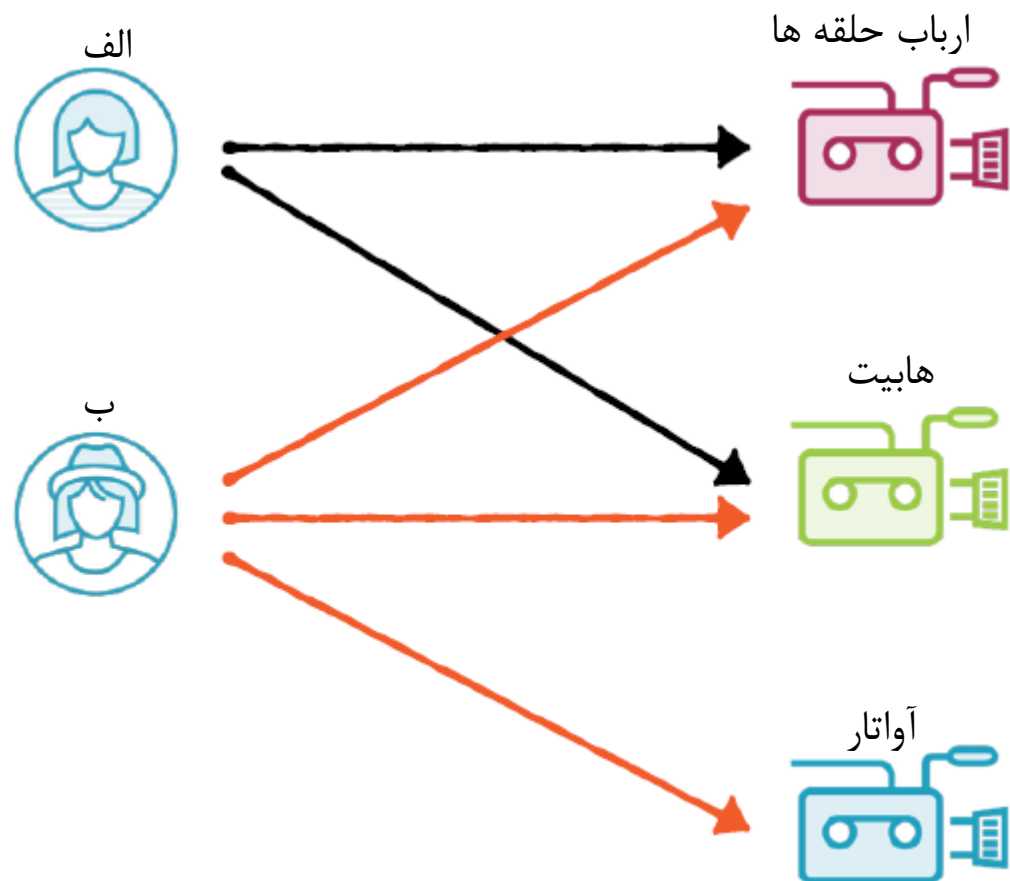 ارباب حلقه ها
الف
هابیت
ب
آواتار